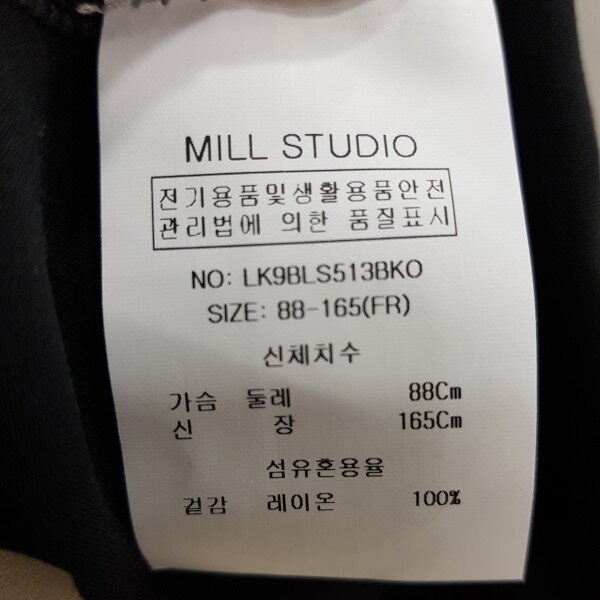 MILL STUDIO
전기용품및생활용품안전
관리법에 의한 품질표시
NO: LK9BLS513BKO
SIZE: 88-165(FR)
신체치수
가슴 둘레 88Cm
신 장 165Cm
섬유혼용율
겉감 레이온 100%